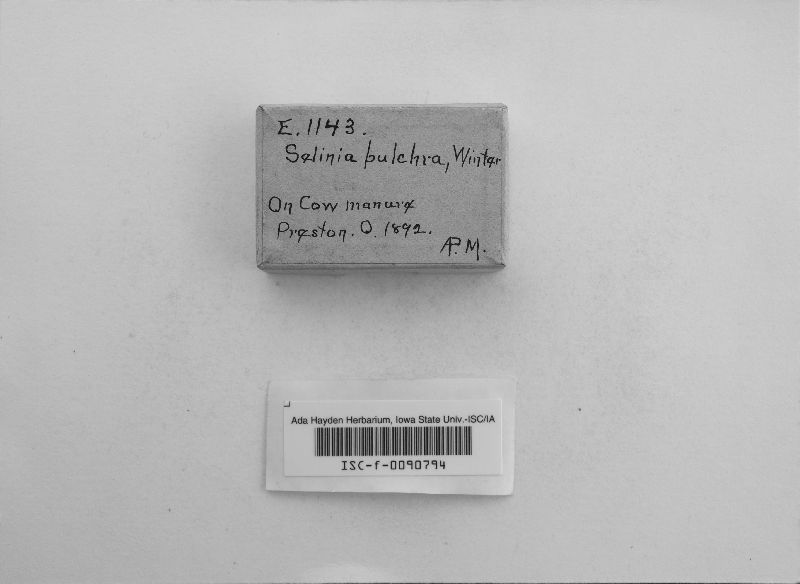 E. 1143.
Selinia pulchra, Winter
On Cow manure
Preston. O. 1892.
A.P. M.
Ada Hayden Herbarium, Iowa State Univ.-ISC/IA
ISC-f-0090794